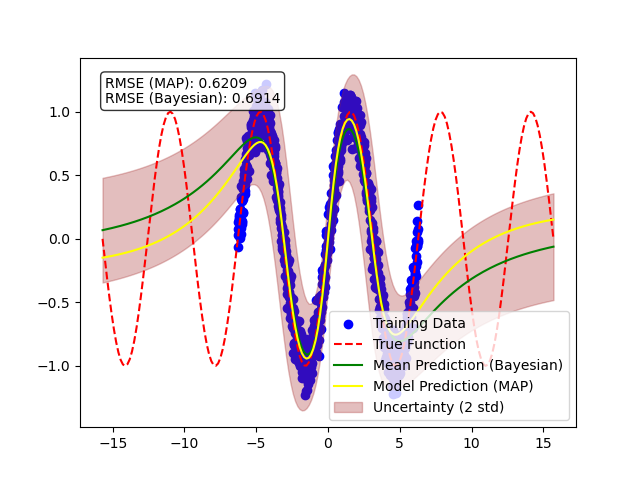 RMSE (MAP): 0.6209
RMSE (Bayesian): 0.6914
1.0
0.5
0.0
−0.5
−1.0
Training Data
True Function
Mean Prediction (Bayesian)
Model Prediction (MAP)
Uncertainty (2 std)
−15 −10 −5 0 5 10 15